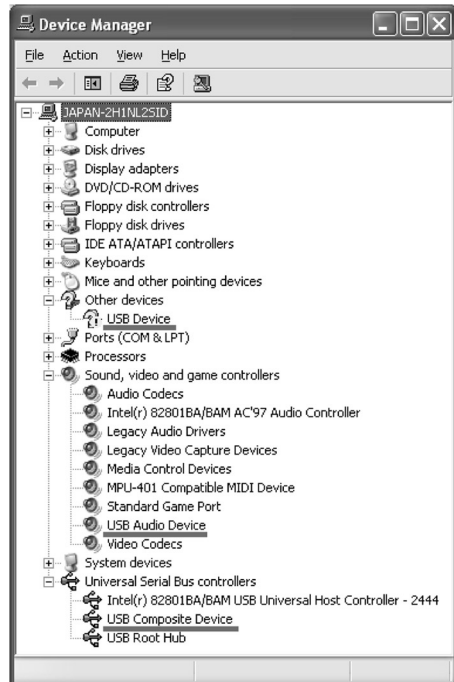 Device Manager
File Action View Help
JAPAN-2H1NL2SID
Computer
Disk drives
Display adapters
DVD/CD-ROM drives
Floppy disk controllers
Floppy disk drives
IDE ATA/ATAPI controllers
Keyboards
Mice and other pointing devices
Other devices
USB Device
Ports (COM & LPT)
Processors
Sound, video and game controllers
Audio Codecs
Intel(r) 82801BA/BAM AC'97 Audio Controller
Legacy Audio Drivers
Legacy Video Capture Devices
Media Control Devices
MPU-401 Compatible MIDI Device
Standard Game Port
USB Audio Device
Video Codecs
System devices
Universal Serial Bus controllers
Intel(r) 82801BA/BAM USB Universal Host Controller - 2444
USB Composite Device
USB Root Hub